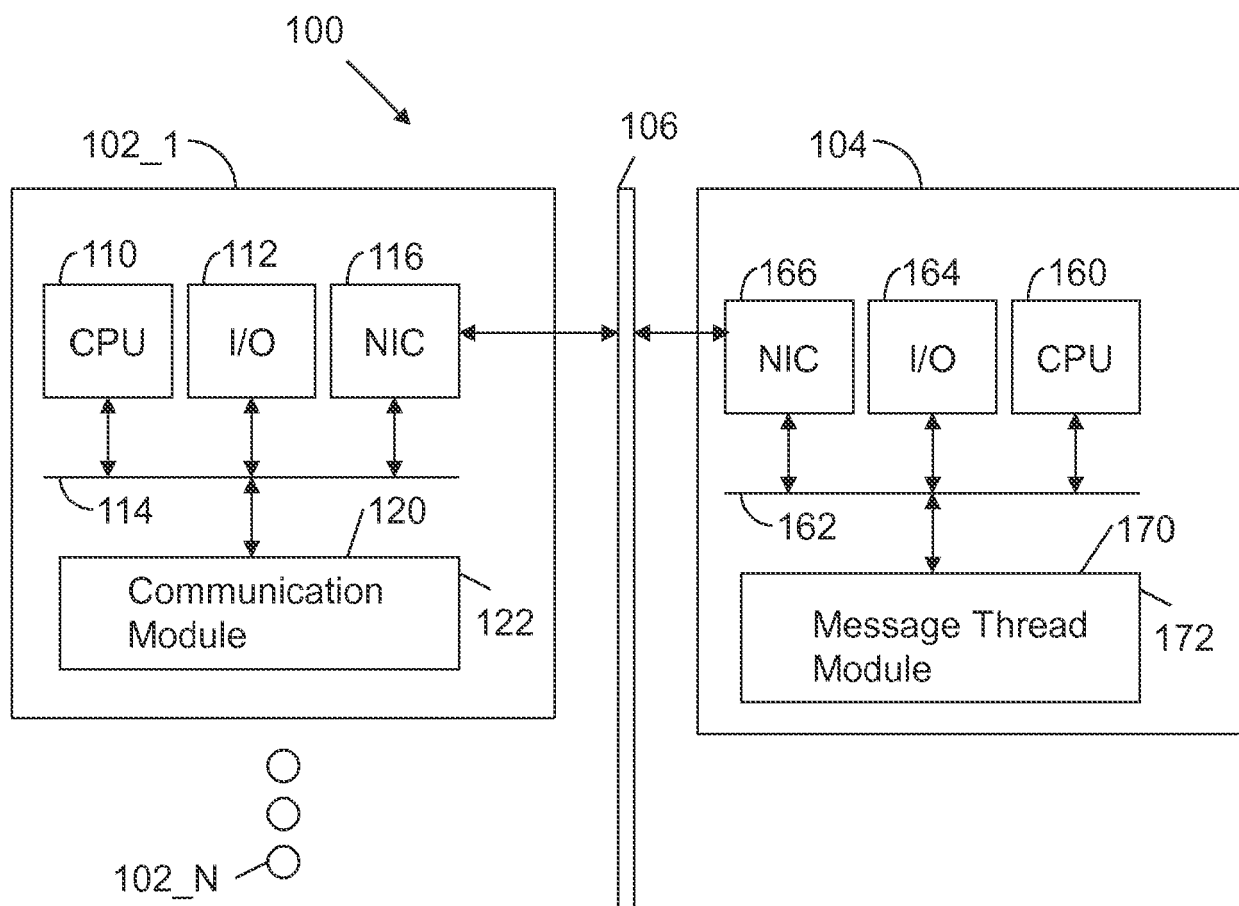 100
102_1
106
104
110
112
116
166
164
160
CPU
I/O
NIC
NIC
I/O
CPU
114
120
162
170
Communication
Module
122
Message Thread
Module
172
102_N